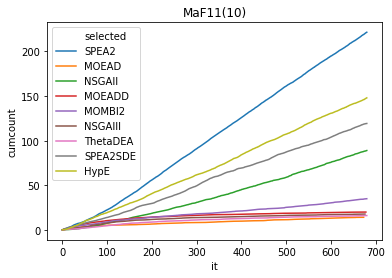 MaF11(10)
selected
SPEA2
MOEAD
NSGAII
MOEADD
MOMBI2
NSGAIII
ThetaDEA
SPEA2SDE
HypE
cumcount
200
150
100
50
0
0 100 200 300 400 500 600 700
it